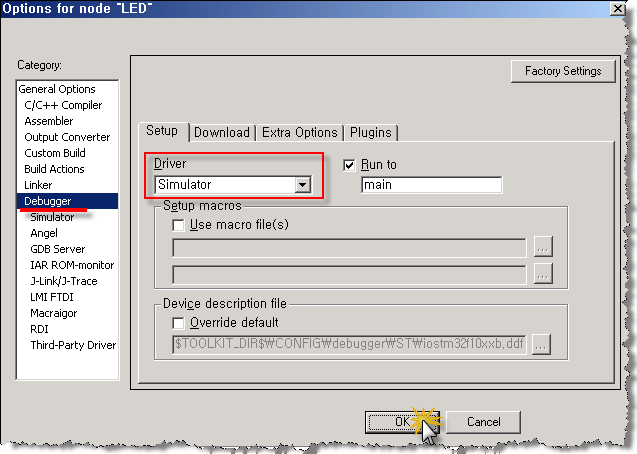 Options for node "LED"
Category:
Factory Settings
General Options
C/C++ Compiler
Assembler
Output Converter
Custom Build
Build Actions
Linker
Debugger
Simulator
Angel
GDB Server
IAR ROM-monitor
J-Link/J-Trace
LMI FTDI
Macraigor
RDI
Third-Party Driver
Setup Download Extra Options Plugins
Driver
Simulator
Run to
main
Setup macros
Use macro file(s)
...
...
Device description file
Override default
$TOOLKIT_DIR$₩CONFIG₩debugger₩ST₩iostm32f10xxb,ddf
...
OK Cancel